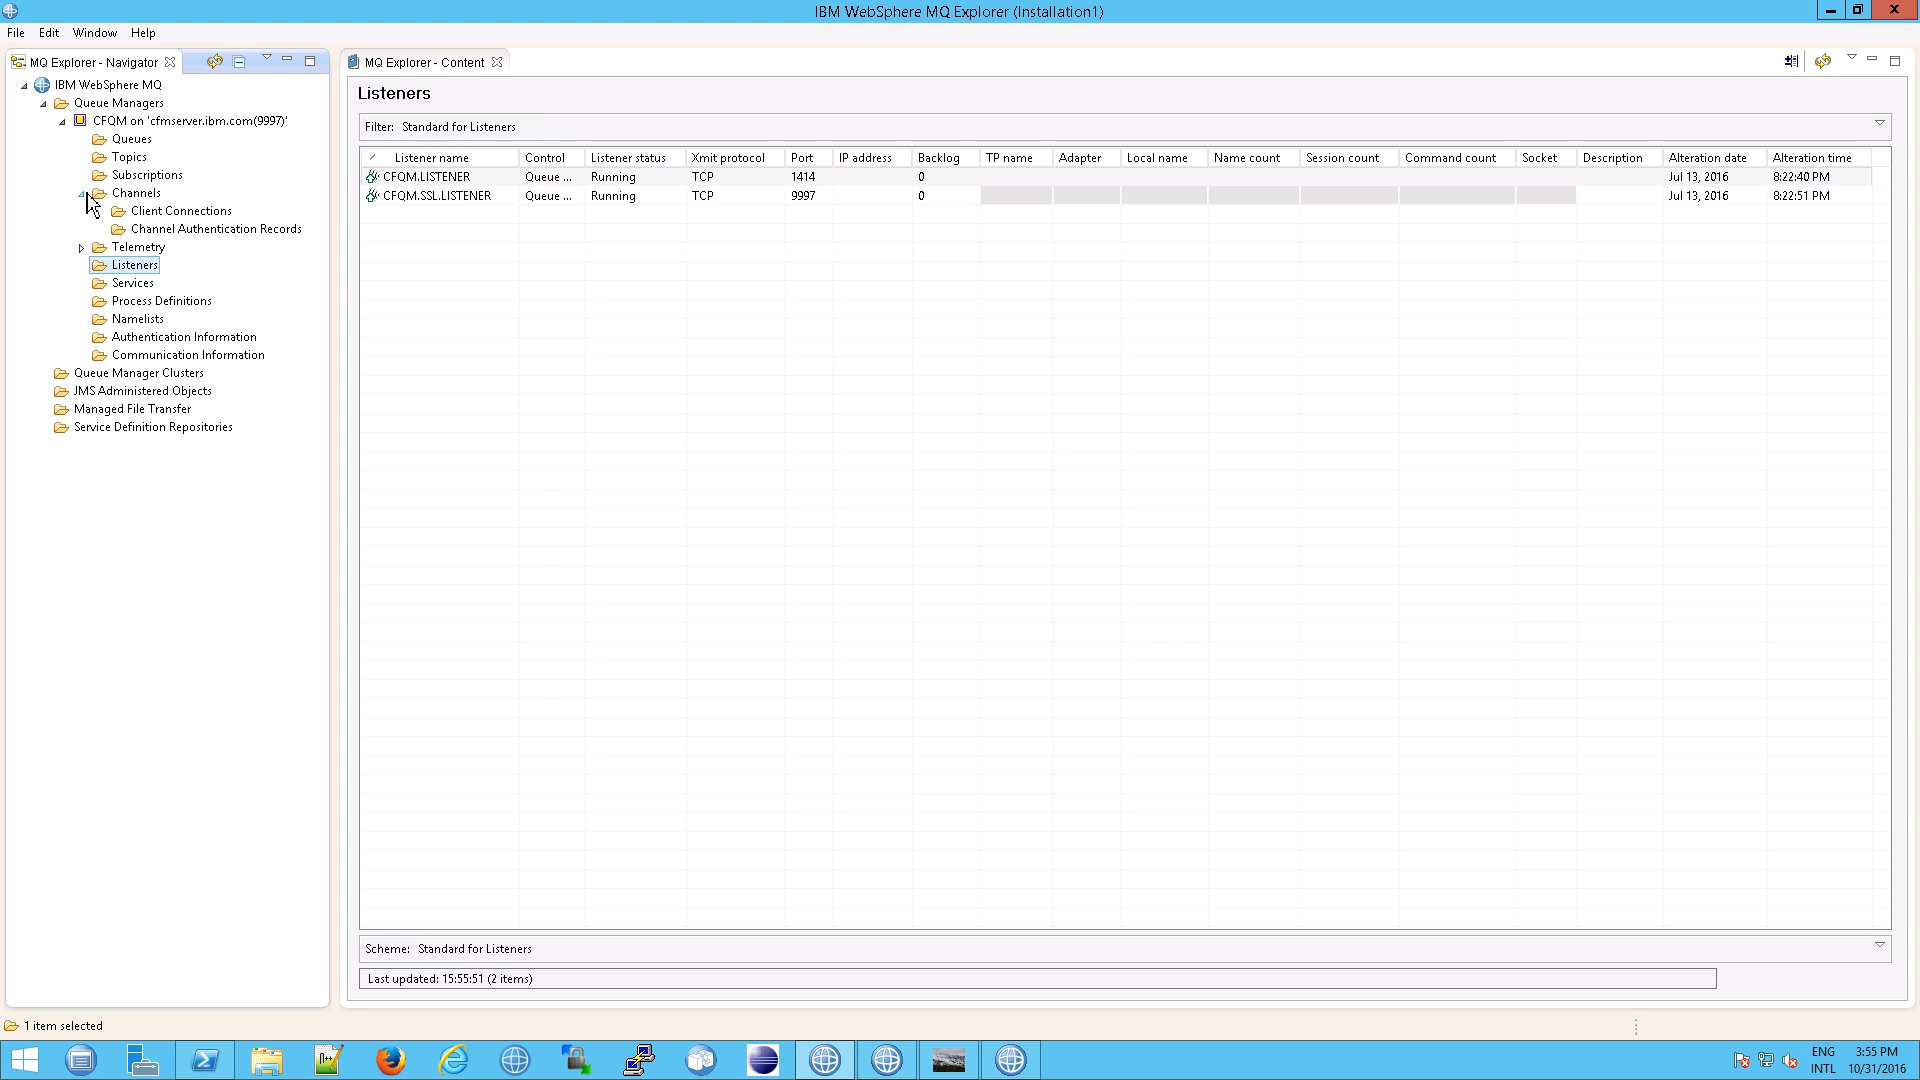 IBM WebSphere MQ Explorer (Installation1)
File Edit Window Help
MQ Explorer - Navigator
IBM WebSphere MQ
Queue Managers
CFQM on 'cfmserver.ibm.com(9997)'
Queues
Topics
Subscriptions
Channels
Client Connections
Channel Authentication Records
Telemetry
Listeners
Services
Process Definitions
Namelists
Authentication Information
Communication Information
Queue Manager Clusters
JMS Administered Objects
Managed File Transfer
Service Definition Repositories
MQ Explorer - Content
Listeners
Filter: Standard for Listeners
Listener name Control Listener status Xmit protocol Port IP address Backlog TP name Adapter Local name Name count Session count Command count Socket Description Alteration date Alteration time
CFQM.LISTENER Queue ... Running TCP 1414 0 Jul 13, 2016 8:22:40 PM
CFQM.SSL.LISTENER Queue ... Running TCP 9997 0 Jul 13, 2016 8:22:51 PM
Scheme: Standard for Listeners
Last updated: 15:55:51 (2 items)
1 item selected
ENG 3:55 PM
INTL 10/31/2016